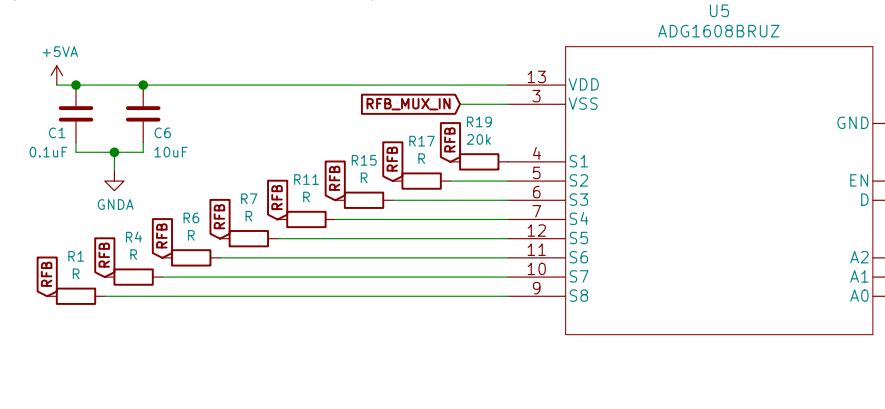 U5
ADG1608BRUZ
+5VA
13
VDD
RFB_MUX_IN
3
VSS
C1
0.1uF
C6
10uF
GNDA
GND
RFB
R19
20k
4
S1
RFB
R17
R
5
S2
EN
RFB
R15
R
6
S3
D
RFB
R11
R
7
S4
RFB
R7
R
12
S5
RFB
R6
R
11
S6
A2
RFB
R4
R
10
S7
A1
RFB
R1
R
9
S8
A0